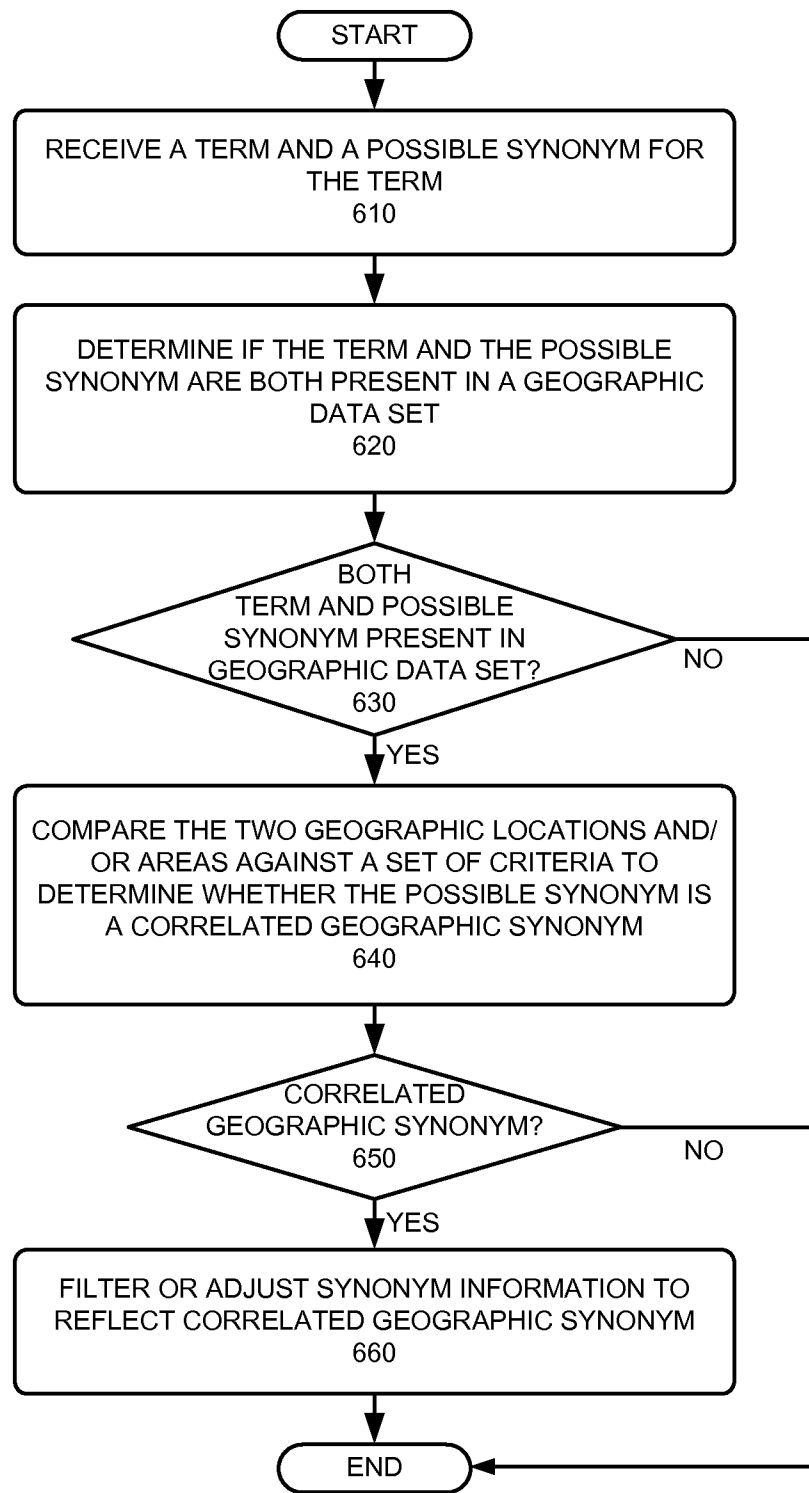 START
RECEIVE A TERM AND A POSSIBLE SYNONYM FOR
THE TERM
610
DETERMINE IF THE TERM AND THE POSSIBLE
SYNONYM ARE BOTH PRESENT IN A GEOGRAPHIC
DATA SET
620
BOTH
TERM AND POSSIBLE
SYNONYM PRESENT IN
GEOGRAPHIC DATA SET?
630
NO
YES
COMPARE THE TWO GEOGRAPHIC LOCATIONS AND/
OR AREAS AGAINST A SET OF CRITERIA TO
DETERMINE WHETHER THE POSSIBLE SYNONYM IS
A CORRELATED GEOGRAPHIC SYNONYM
640
CORRELATED
GEOGRAPHIC SYNONYM?
650
NO
YES
FILTER OR ADJUST SYNONYM INFORMATION TO
REFLECT CORRELATED GEOGRAPHIC SYNONYM
660
END